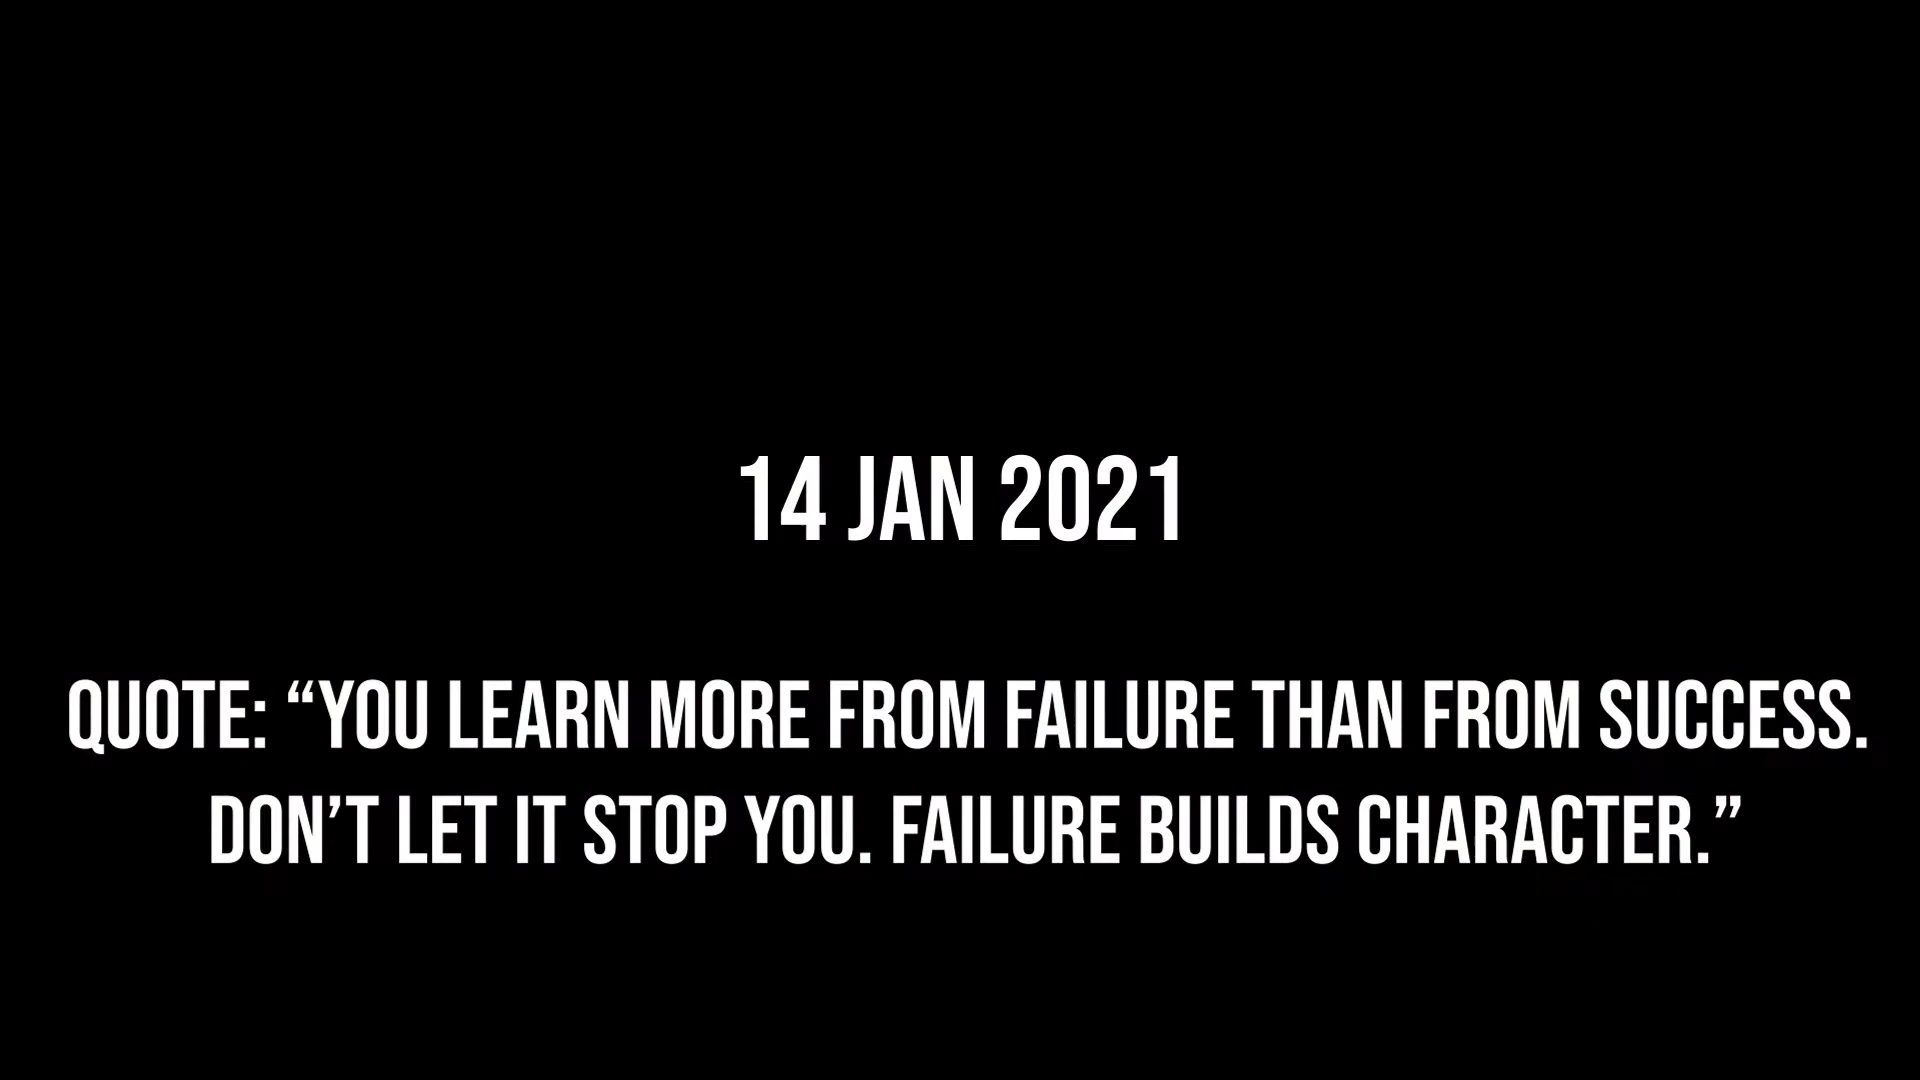 14 JAN 2021
QUOTE: “YOU LEARN MORE FROM FAILURE THAN FROM SUCCESS.
DON’T LET IT STOP YOU. FAILURE BUILDS CHARACTER.”